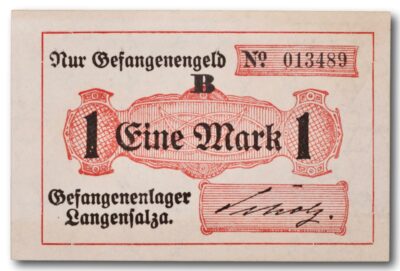 Nur Gefangenengeld No. 013489
B
1 Eine Mark 1
Gefangenenlager
Langensalza.